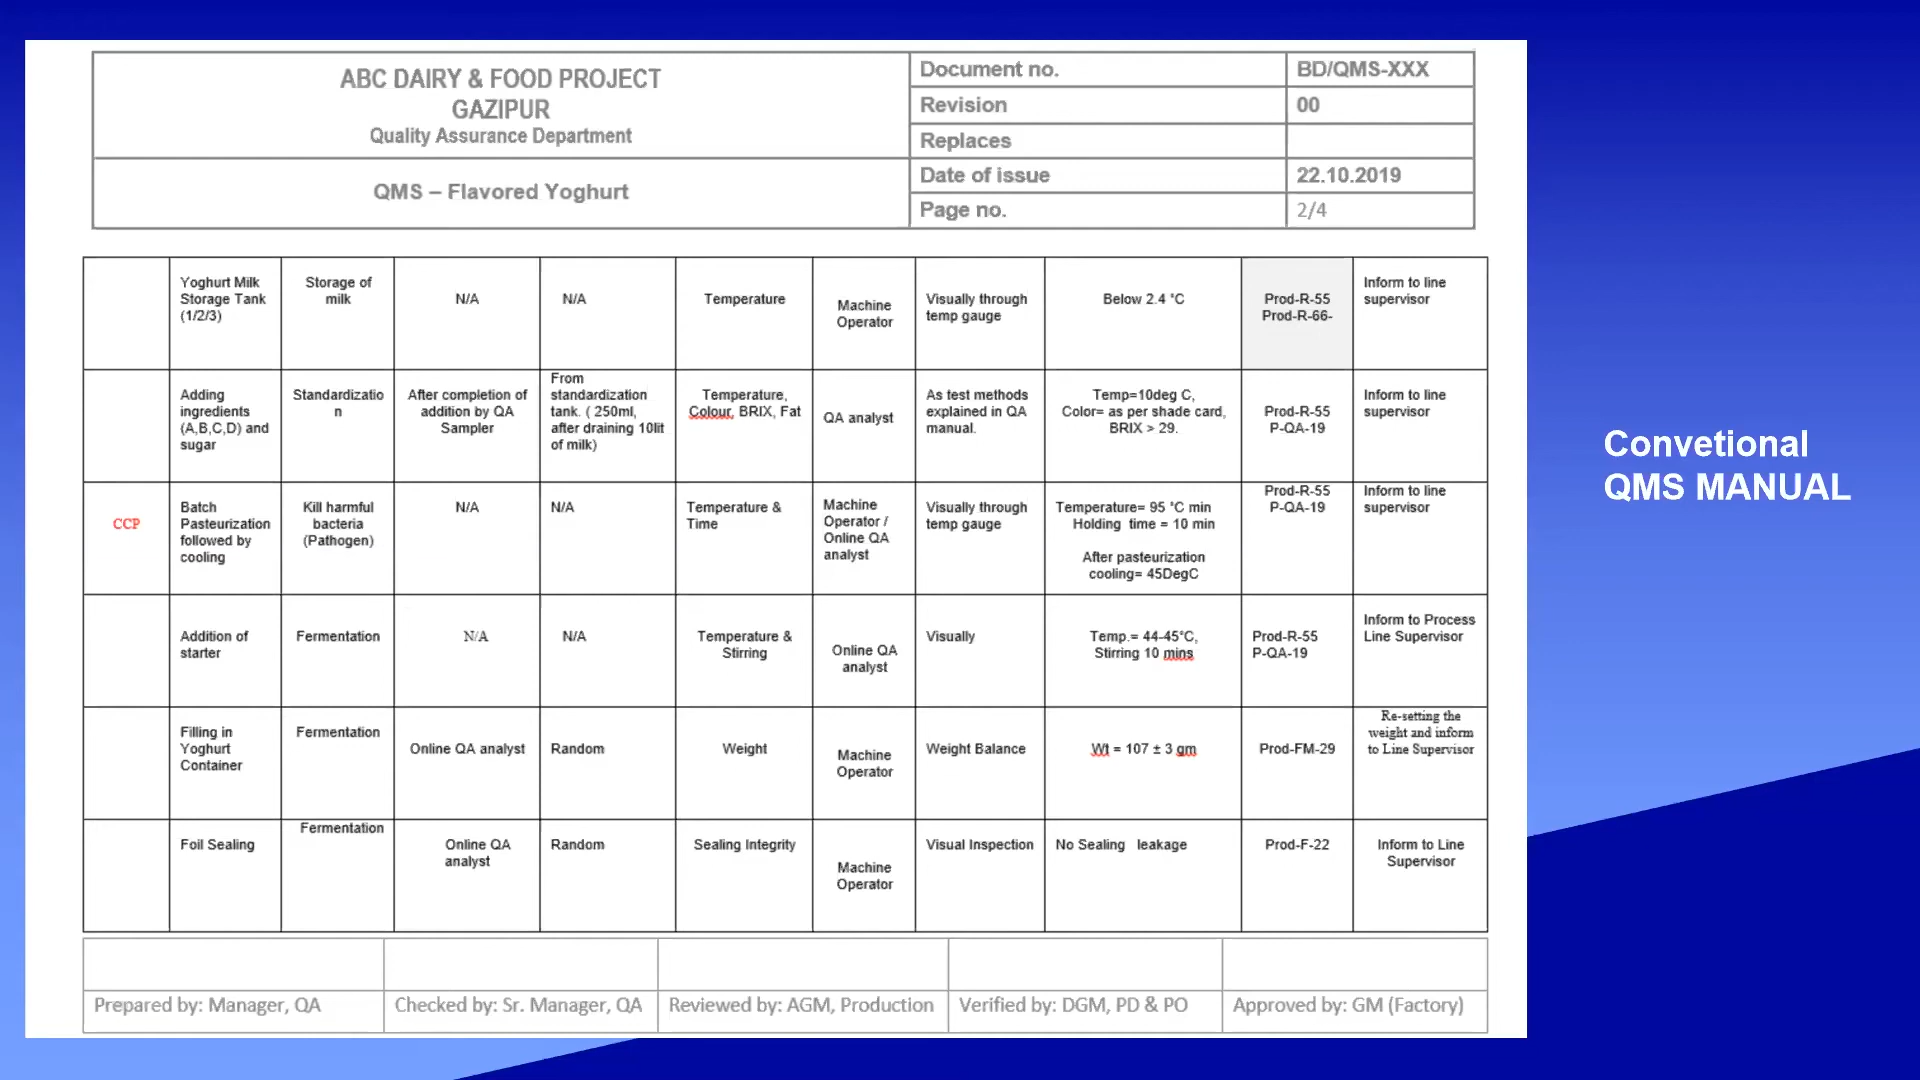 ABC DAIRY & FOOD PROJECT
GAZIPUR
Quality Assurance Department
QMS – Flavored Yoghurt
Document no. BD/QMS-XXX
Revision 00
Replaces
Date of issue 22.10.2019
Page no. 2/4
Yoghurt Milk
Storage Tank
(1/2/3)
Storage of
milk
N/A
N/A
Temperature
Machine
Operator
Visually through
temp gauge
Below 2.4 °C
Prod-R-55
Prod-R-66-
Inform to line
supervisor
Adding
ingredients
(A,B,C,D) and
sugar
Standardizatio
n
After completion of
addition by QA
Sampler
From
standardization
tank. ( 250ml,
after draining 10lit
of milk)
Temperature,
Colour, BRIX, Fat
QA analyst
As test methods
explained in QA
manual.
Temp=10deg C,
Color= as per shade card,
BRIX > 29.
Prod-R-55
P-QA-19
Inform to line
supervisor
CCP
Batch
Pasteurization
followed by
cooling
Kill harmful
bacteria
(Pathogen)
N/A
N/A
Temperature &
Time
Machine
Operator /
Online QA
analyst
Visually through
temp gauge
Temperature= 95 °C min
Holding time = 10 min
After pasteurization
cooling= 45DegC
Prod-R-55
P-QA-19
Inform to line
supervisor
Addition of
starter
Fermentation
N/A
N/A
Temperature &
Stirring
Online QA
analyst
Visually
Temp.= 44-45°C,
Stirring 10 mins
Prod-R-55
P-QA-19
Inform to Process
Line Supervisor
Filling in
Yoghurt
Container
Fermentation
Online QA analyst
Random
Weight
Machine
Operator
Weight Balance
Wt = 107 ± 3 gm
Prod-FM-29
Re-setting the
weight and inform
to Line Supervisor
Foil Sealing
Fermentation
Online QA
analyst
Random
Sealing Integrity
Machine
Operator
Visual Inspection
No Sealing leakage
Prod-F-22
Inform to Line
Supervisor
Prepared by: Manager, QA
Checked by: Sr. Manager, QA
Reviewed by: AGM, Production
Verified by: DGM, PD & PO
Approved by: GM (Factory)
Convetional
QMS MANUAL